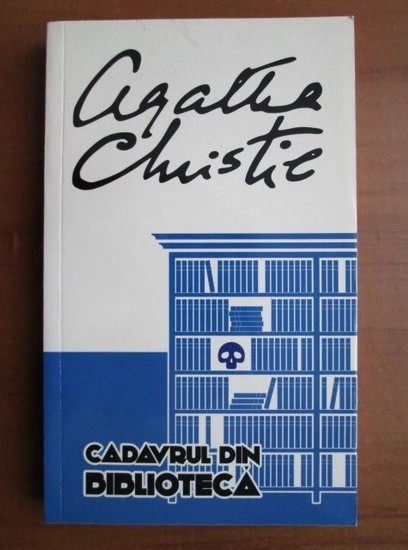 Agatha
Christie
CADAVRUL DIN
BIBLIOTECĂ